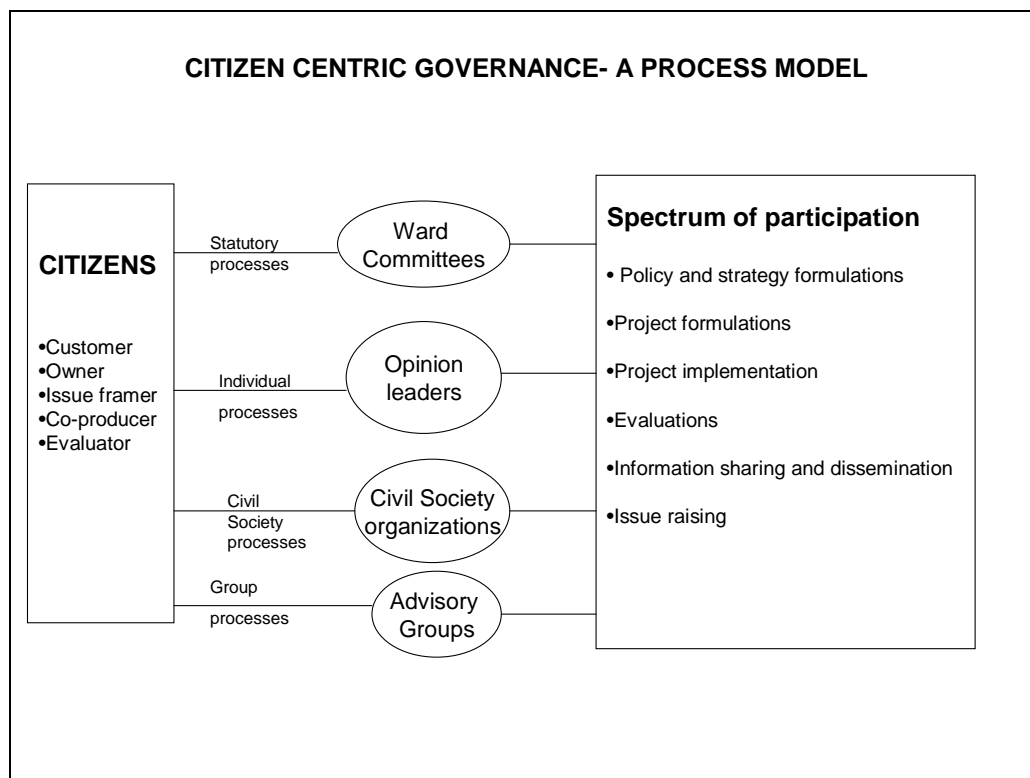 CITIZEN CENTRIC GOVERNANCE- A PROCESS MODEL
CITIZENS
•Customer
•Owner
•Issue framer
•Co-producer
•Evaluator
Statutory
processes
Ward
Committees
Individual
processes
Opinion
leaders
Civil
Society
processes
Civil Society
organizations
Group
processes
Advisory
Groups
Spectrum of participation
• Policy and strategy formulations
•Project formulations
•Project implementation
•Evaluations
•Information sharing and dissemination
•Issue raising